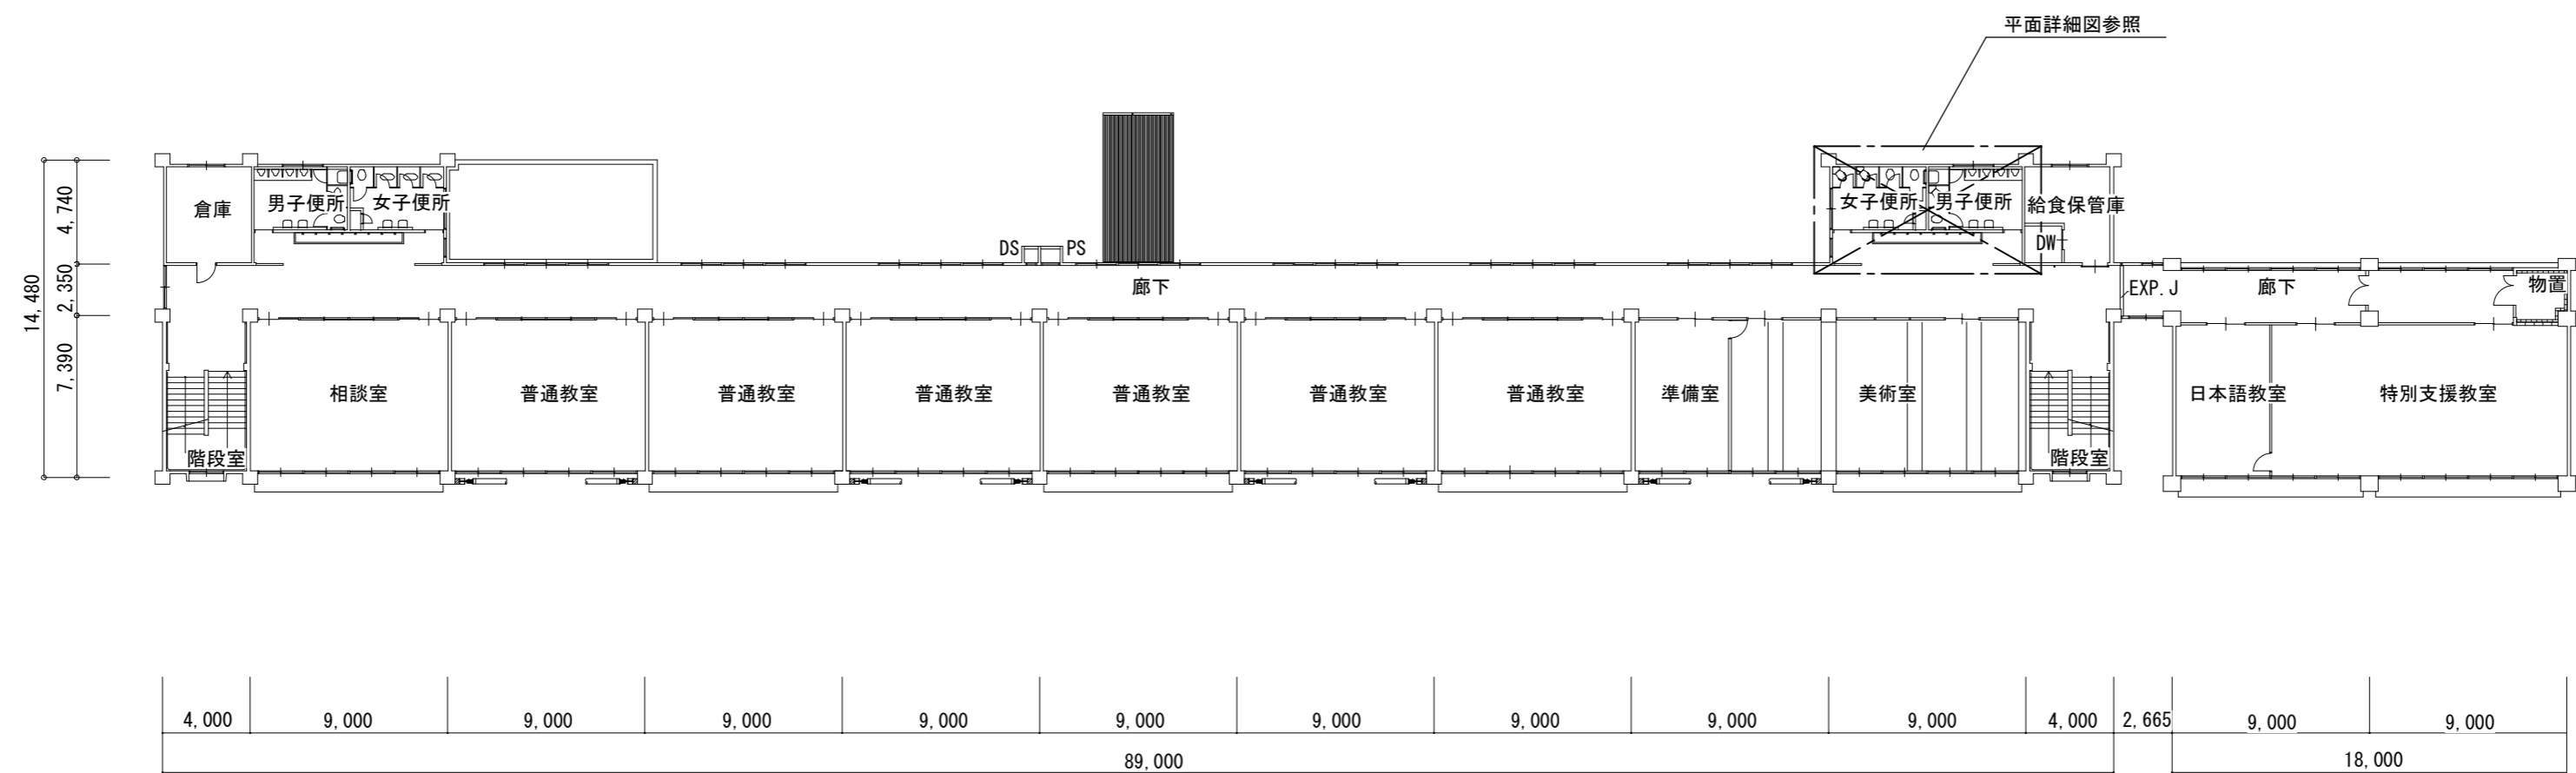 平面詳細図参照
倉庫
男子便所
女子便所
女子便所
男子便所
給食保管庫
DS
PS
DW
廊下
EXP.J
廊下
物置
14,480
4,740
2,350
7,390
相談室
普通教室
普通教室
普通教室
普通教室
普通教室
普通教室
準備室
美術室
日本語教室
特別支援教室
階段室
階段室
4,000
9,000
9,000
9,000
9,000
9,000
9,000
9,000
9,000
9,000
4,000
2,665
9,000
9,000
89,000
18,000